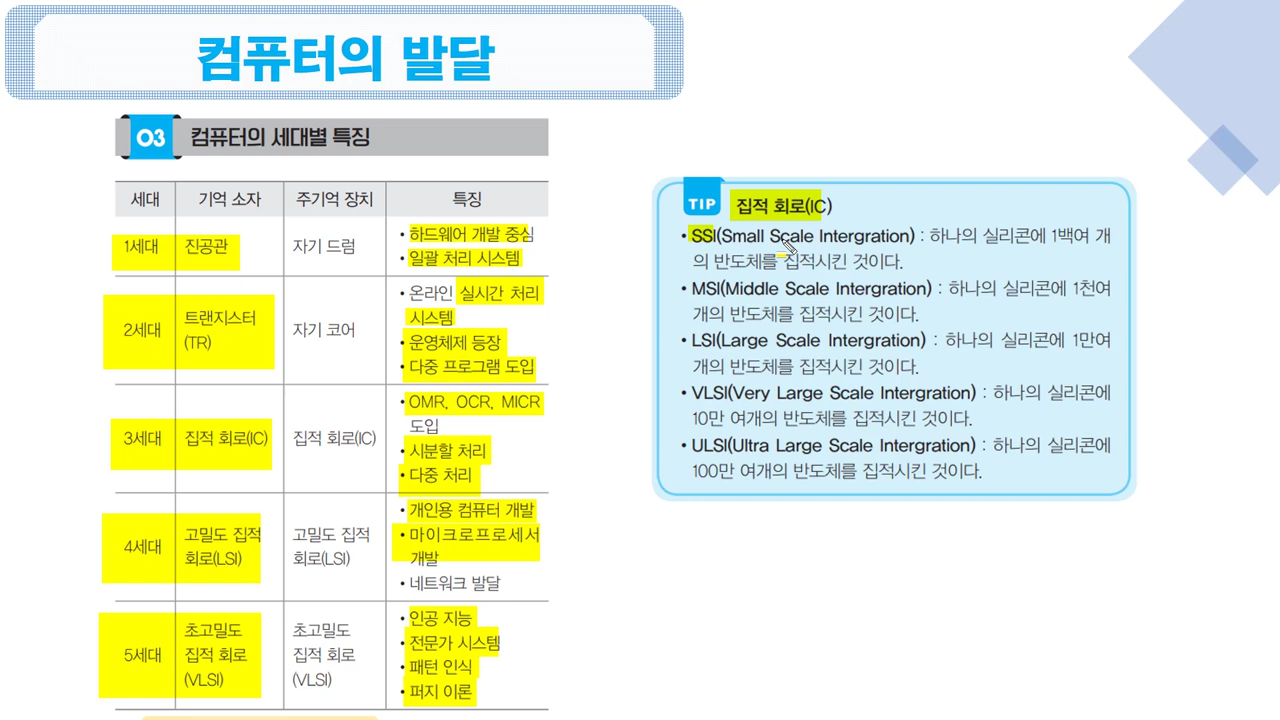 컴퓨터의 발달
03 컴퓨터의 세대별 특징
세대 기억 소자 주기억 장치 특징
1세대 진공관 자기 드럼
• 하드웨어 개발 중심
• 일괄 처리 시스템
2세대 트랜지스터
(TR)
자기 코어
• 온라인 실시간 처리
시스템
• 운영체제 등장
• 다중 프로그램 도입
3세대 집적 회로(IC) 집적 회로(IC)
• OMR, OCR, MICR
도입
• 시분할 처리
• 다중 처리
4세대 고밀도 집적
회로(LSI)
고밀도 집적
회로(LSI)
• 개인용 컴퓨터 개발
• 마이크로프로세서
개발
• 네트워크 발달
5세대 초고밀도
집적 회로
(VLSI)
초고밀도
집적 회로
(VLSI)
• 인공 지능
• 전문가 시스템
• 패턴 인식
• 퍼지 이론
TIP 집적 회로(IC)
• SSI(Small Scale Intergration) : 하나의 실리콘에 1백여 개
의 반도체를 집적시킨 것이다.
• MSI(Middle Scale Intergration) : 하나의 실리콘에 1천여
개의 반도체를 집적시킨 것이다.
• LSI(Large Scale Intergration) : 하나의 실리콘에 1만여
개의 반도체를 집적시킨 것이다.
• VLSI(Very Large Scale Intergration) : 하나의 실리콘에
10만 여개의 반도체를 집적시킨 것이다.
• ULSI(Ultra Large Scale Intergration) : 하나의 실리콘에
100만 여개의 반도체를 집적시킨 것이다.